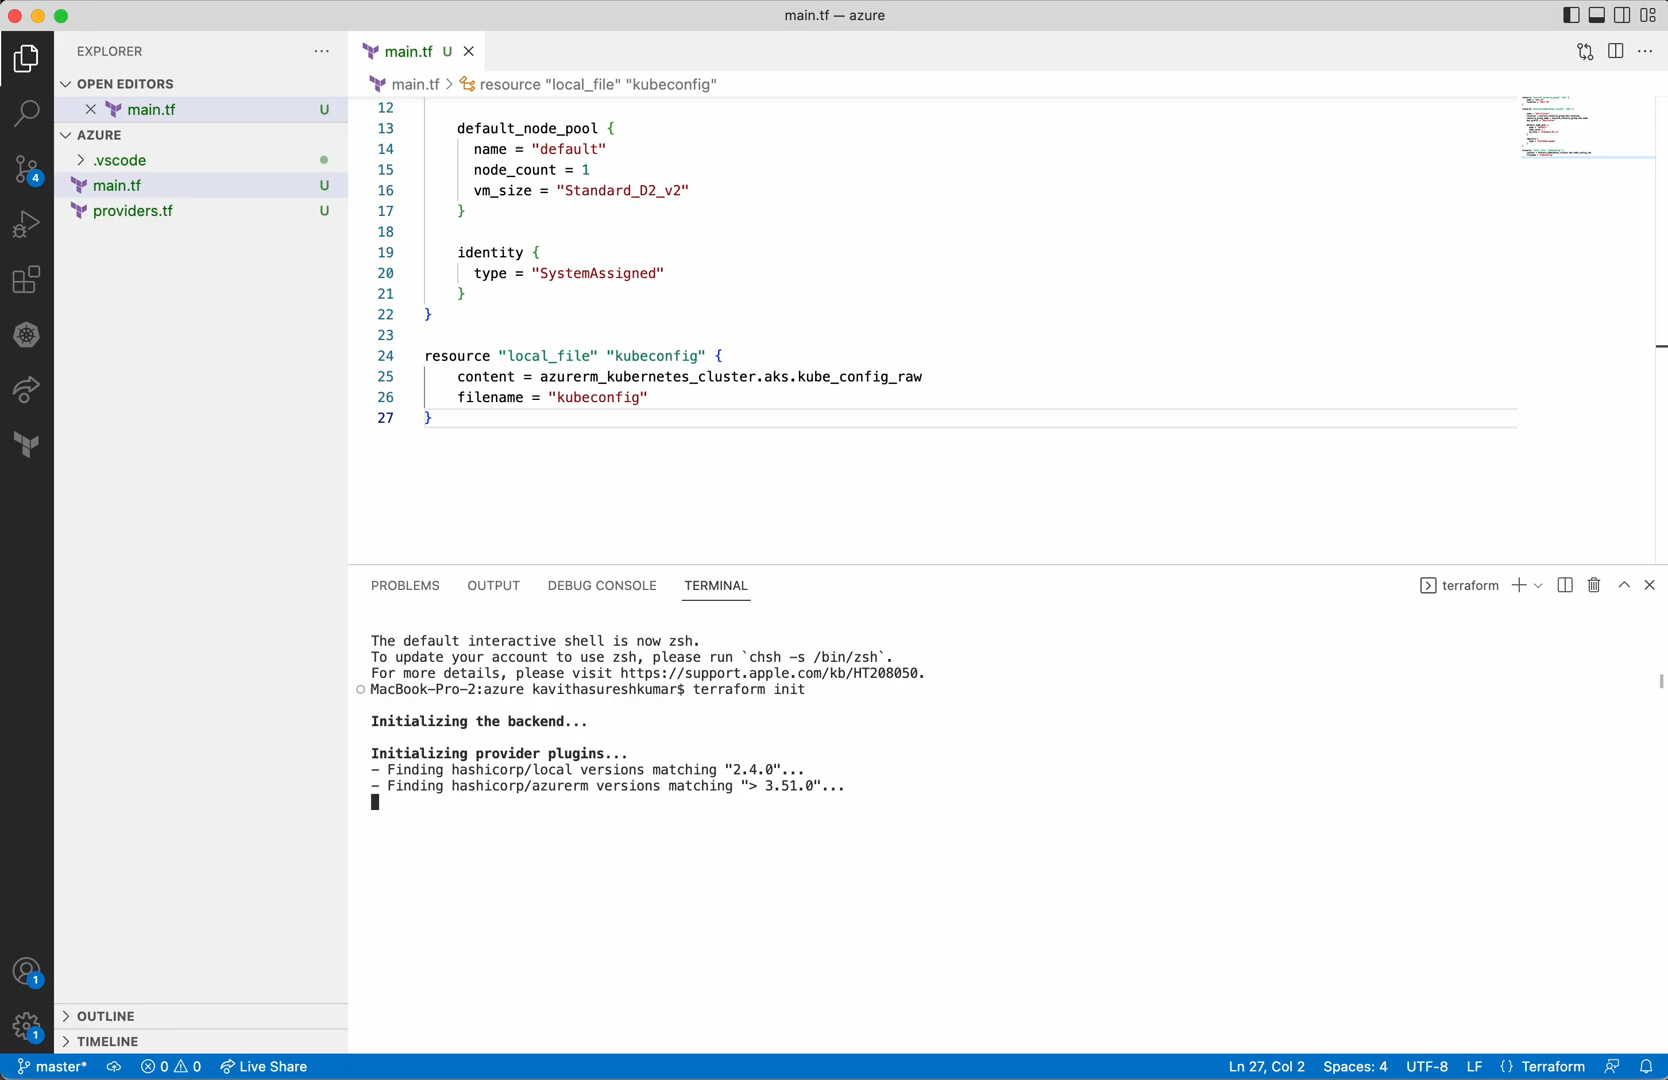 main.tf — azure
EXPLORER
OPEN EDITORS
main.tf U
AZURE
.vscode
main.tf U
providers.tf U
OUTLINE
TIMELINE
4
1
1
main.tf U
main.tf > resource "local_file" "kubeconfig"
12
13 default_node_pool {
14 name = "default"
15 node_count = 1
16 vm_size = "Standard_D2_v2"
17 }
18
19 identity {
20 type = "SystemAssigned"
21 }
22 }
23
24 resource "local_file" "kubeconfig" {
25 content = azurerm_kubernetes_cluster.aks.kube_config_raw
26 filename = "kubeconfig"
27 }
PROBLEMS OUTPUT DEBUG CONSOLE TERMINAL
terraform
The default interactive shell is now zsh.
To update your account to use zsh, please run `chsh -s /bin/zsh`.
For more details, please visit https://support.apple.com/kb/HT208050.
MacBook-Pro-2:azure kavithasureshkumar$ terraform init
Initializing the backend...
Initializing provider plugins...
- Finding hashicorp/local versions matching "2.4.0"...
- Finding hashicorp/azurerm versions matching "> 3.51.0"...
master* 0 0 Live Share Ln 27, Col 2 Spaces: 4 UTF-8 LF {} Terraform